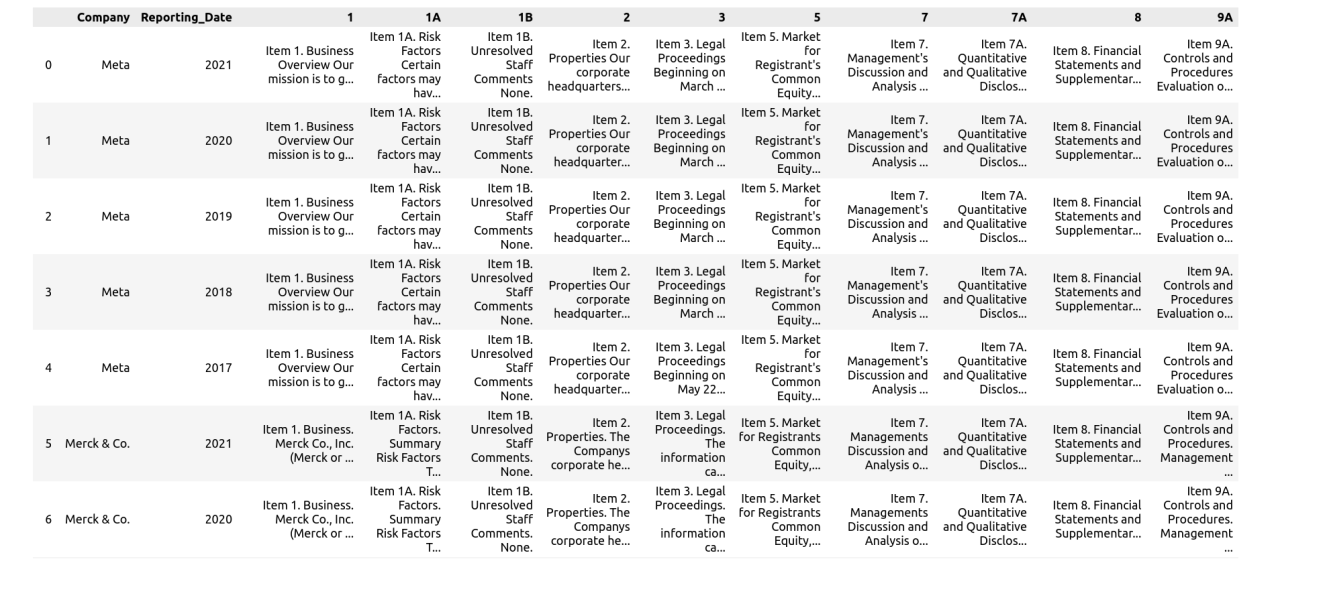 Company Reporting_Date 1 1A 1B 2 3 5 7 7A 8 9A
0 Meta 2021 Item 1. Business Overview Our mission is to g... Item 1A. Risk Factors Certain factors may hav... Item 1B. Unresolved Staff Comments None. Item 2. Properties Our corporate headquarters... Item 3. Legal Proceedings Beginning on March ... Item 5. Market for Registrant's Common Equity... Item 7. Management's Discussion and Analysis ... Item 7A. Quantitative and Qualitative Disclos... Item 8. Financial Statements and Supplementar... Item 9A. Controls and Procedures Evaluation o...
1 Meta 2020 Item 1. Business Overview Our mission is to g... Item 1A. Risk Factors Certain factors may hav... Item 1B. Unresolved Staff Comments None. Item 2. Properties Our corporate headquarter... Item 3. Legal Proceedings Beginning on March ... Item 5. Market for Registrant's Common Equity... Item 7. Management's Discussion and Analysis ... Item 7A. Quantitative and Qualitative Disclos... Item 8. Financial Statements and Supplementar... Item 9A. Controls and Procedures Evaluation o...
2 Meta 2019 Item 1. Business Overview Our mission is to g... Item 1A. Risk Factors Certain factors may hav... Item 1B. Unresolved Staff Comments None. Item 2. Properties Our corporate headquarter... Item 3. Legal Proceedings Beginning on March ... Item 5. Market for Registrant's Common Equity... Item 7. Management's Discussion and Analysis ... Item 7A. Quantitative and Qualitative Disclos... Item 8. Financial Statements and Supplementar... Item 9A. Controls and Procedures Evaluation o...
3 Meta 2018 Item 1. Business Overview Our mission is to g... Item 1A. Risk Factors Certain factors may hav... Item 1B. Unresolved Staff Comments None. Item 2. Properties Our corporate headquarter... Item 3. Legal Proceedings Beginning on March ... Item 5. Market for Registrant's Common Equity... Item 7. Management's Discussion and Analysis ... Item 7A. Quantitative and Qualitative Disclos... Item 8. Financial Statements and Supplementar... Item 9A. Controls and Procedures Evaluation o...
4 Meta 2017 Item 1. Business Overview Our mission is to g... Item 1A. Risk Factors Certain factors may hav... Item 1B. Unresolved Staff Comments None. Item 2. Properties Our corporate headquarter... Item 3. Legal Proceedings Beginning on May 22... Item 5. Market for Registrant's Common Equity... Item 7. Management's Discussion and Analysis ... Item 7A. Quantitative and Qualitative Disclos... Item 8. Financial Statements and Supplementar... Item 9A. Controls and Procedures Evaluation o...
5 Merck & Co. 2021 Item 1. Business. Merck Co., Inc. (Merck or ... Item 1A. Risk Factors. Summary Risk Factors T... Item 1B. Unresolved Staff Comments. None. Item 2. Properties. The Companys corporate he... Item 3. Legal Proceedings. The information ca... Item 5. Market for Registrants Common Equity,... Item 7. Managements Discussion and Analysis o... Item 7A. Quantitative and Qualitative Disclos... Item 8. Financial Statements and Supplementar... Item 9A. Controls and Procedures. Management ...
6 Merck & Co. 2020 Item 1. Business. Merck Co., Inc. (Merck or ... Item 1A. Risk Factors. Summary Risk Factors T... Item 1B. Unresolved Staff Comments. None. Item 2. Properties. The Companys corporate he... Item 3. Legal Proceedings. The information ca... Item 5. Market for Registrants Common Equity,... Item 7. Managements Discussion and Analysis o... Item 7A. Quantitative and Qualitative Disclos... Item 8. Financial Statements and Supplementar... Item 9A. Controls and Procedures. Management ...